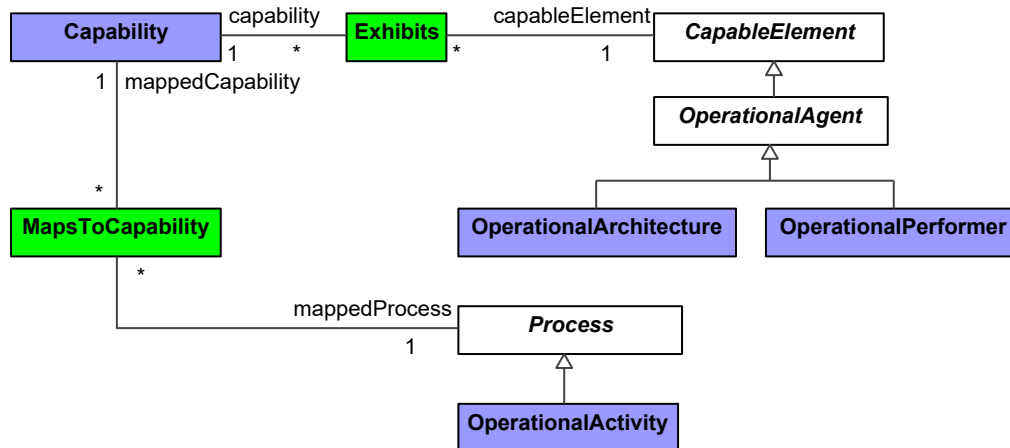 Capability
capability
1
*
Exhibits
capableElement
*
1
CapableElement
1
mappedCapability
OperationalAgent
*
MapsToCapability
OperationalArchitecture
OperationalPerformer
*
mappedProcess
1
Process
OperationalActivity